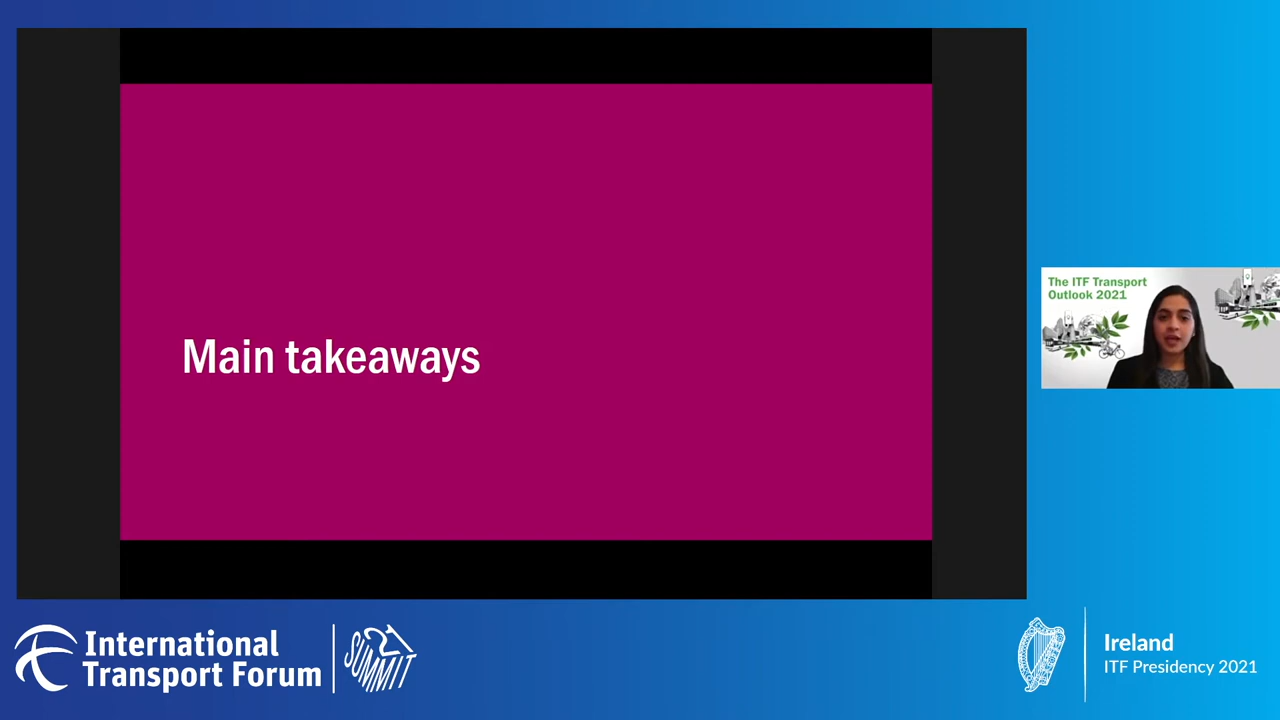 Main takeaways
The ITF Transport
Outlook 2021
International
Transport Forum
SUMMIT
Ireland
ITF Presidency 2021